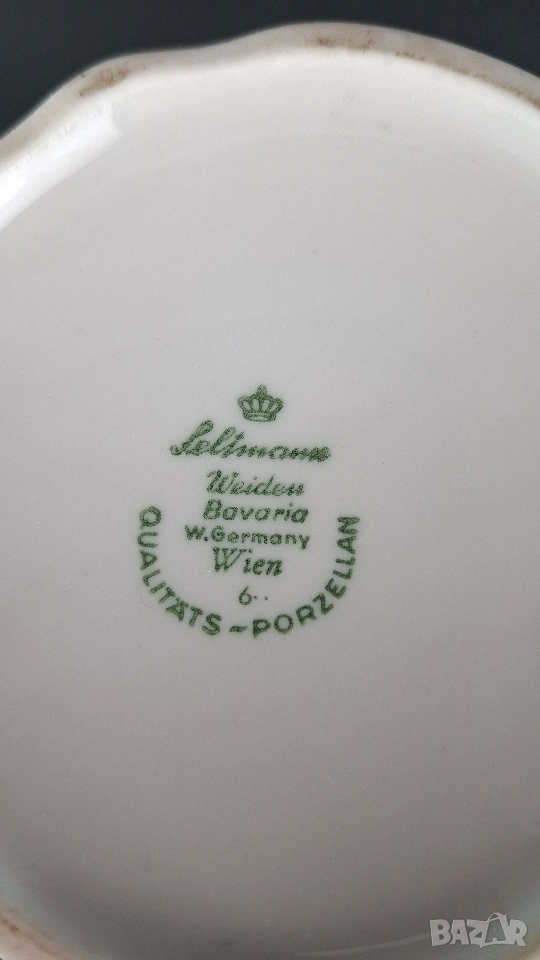 Seltmann
Weiden
Bavaria
W.Germany
Wien
6..
QUALITÄTS-PORZELLAN
BAZAR